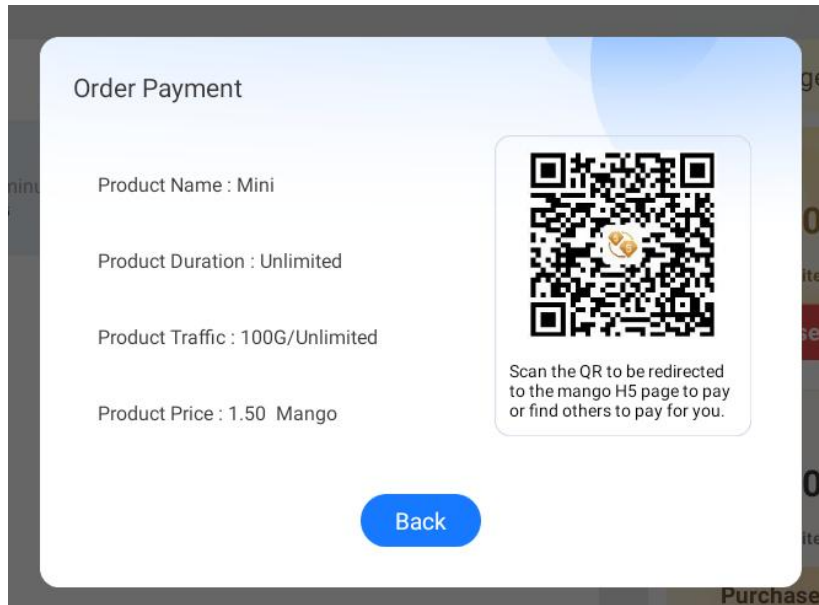 Order Payment
Product Name : Mini
Product Duration : Unlimited
Product Traffic : 100G/Unlimited
Product Price : 1.50 Mango
Scan the QR to be redirected
to the mango H5 page to pay
or find others to pay for you.
Back
Purchase